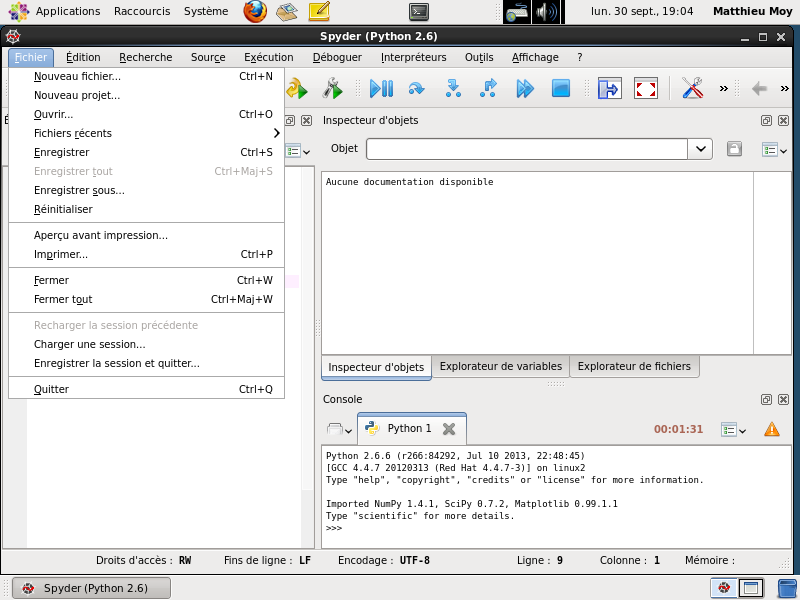 Applications Raccourcis Système lun. 30 sept., 19:04 Matthieu Moy
Spyder (Python 2.6)
Fichier Édition Recherche Source Exécution Déboguer Interpréteurs Outils Affichage ?
Nouveau fichier... Ctrl+N
Nouveau projet...
Ouvrir... Ctrl+O
Fichiers récents
Enregistrer Ctrl+S
Enregistrer tout Ctrl+Maj+S
Enregistrer sous...
Réinitialiser
Aperçu avant impression...
Imprimer... Ctrl+P
Fermer Ctrl+W
Fermer tout Ctrl+Maj+W
Recharger la session précédente
Charger une session...
Enregistrer la session et quitter...
Quitter Ctrl+Q
Inspecteur d'objets
Objet
Aucune documentation disponible
Inspecteur d'objets Explorateur de variables Explorateur de fichiers
Console
Python 1 00:01:31
Python 2.6.6 (r266:84292, Jul 10 2013, 22:48:45)
[GCC 4.4.7 20120313 (Red Hat 4.4.7-3)] on linux2
Type "help", "copyright", "credits" or "license" for more information.
Imported NumPy 1.4.1, SciPy 0.7.2, Matplotlib 0.99.1.1
Type "scientific" for more details.
>>>
Droits d'accès : RW Fins de ligne : LF Encodage : UTF-8 Ligne : 9 Colonne : 1 Mémoire :
Spyder (Python 2.6)